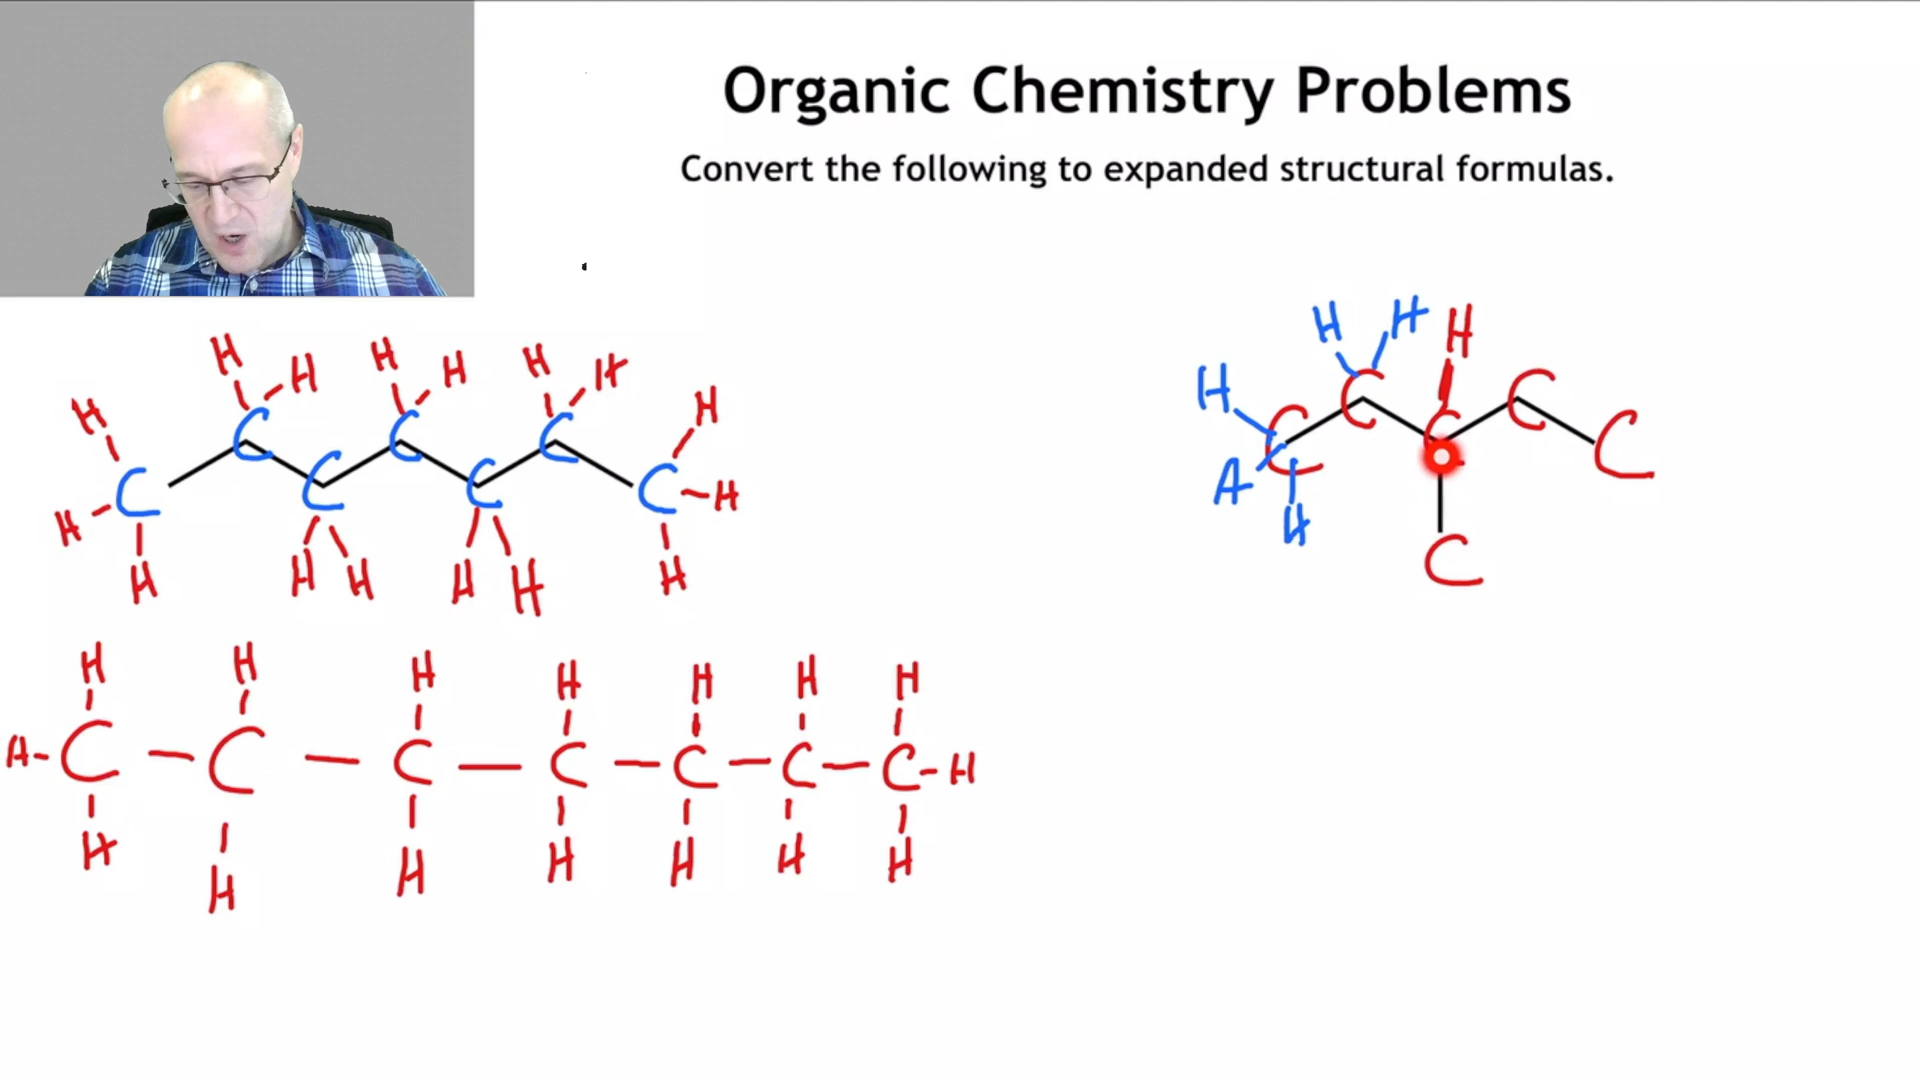 Organic Chemistry Problems
Convert the following to expanded structural formulas.
H H H H H H
H H
C C C C C C C
H H
H H H H H H
H H H H H H H
H-C-C-C-C-C-C-C-H
H H H H H H H
H H H
H C C C C C
H H
C